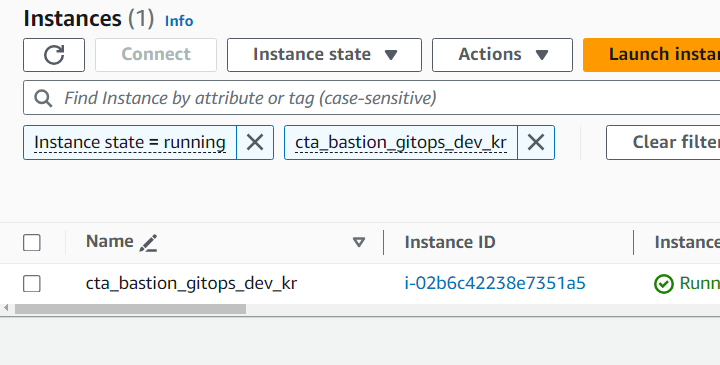 Instances (1) Info
Connect Instance state Actions Launch instan
Find Instance by attribute or tag (case-sensitive)
Instance state = running cta_bastion_gitops_dev_kr Clear filter
Name Instance ID Instance
cta_bastion_gitops_dev_kr i-02b6c42238e7351a5 Runn